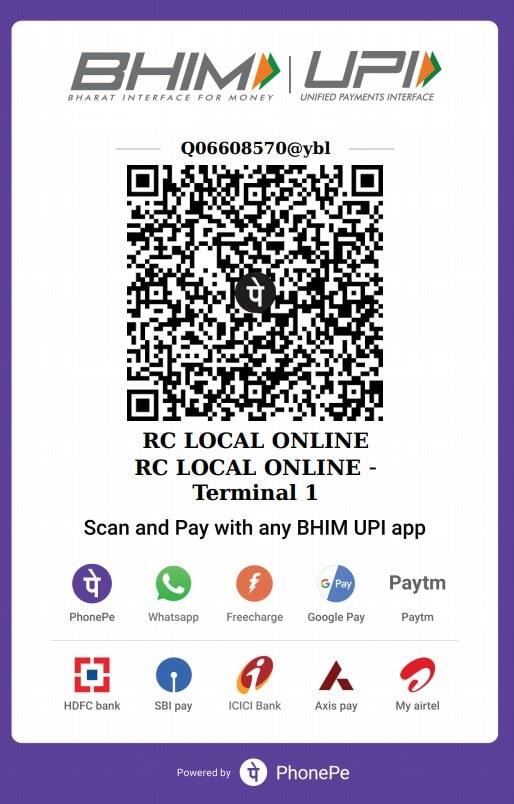 BHIM UPI
BHARAT INTERFACE FOR MONEY UNIFIED PAYMENTS INTERFACE
Q06608570@ybl
पे
RC LOCAL ONLINE
RC LOCAL ONLINE -
Terminal 1
Scan and Pay with any BHIM UPI app
पे G Pay Paytm
PhonePe Whatsapp Freecharge Google Pay Paytm
HDFC bank SBI pay ICICI Bank Axis pay My airtel
Powered by पे PhonePe